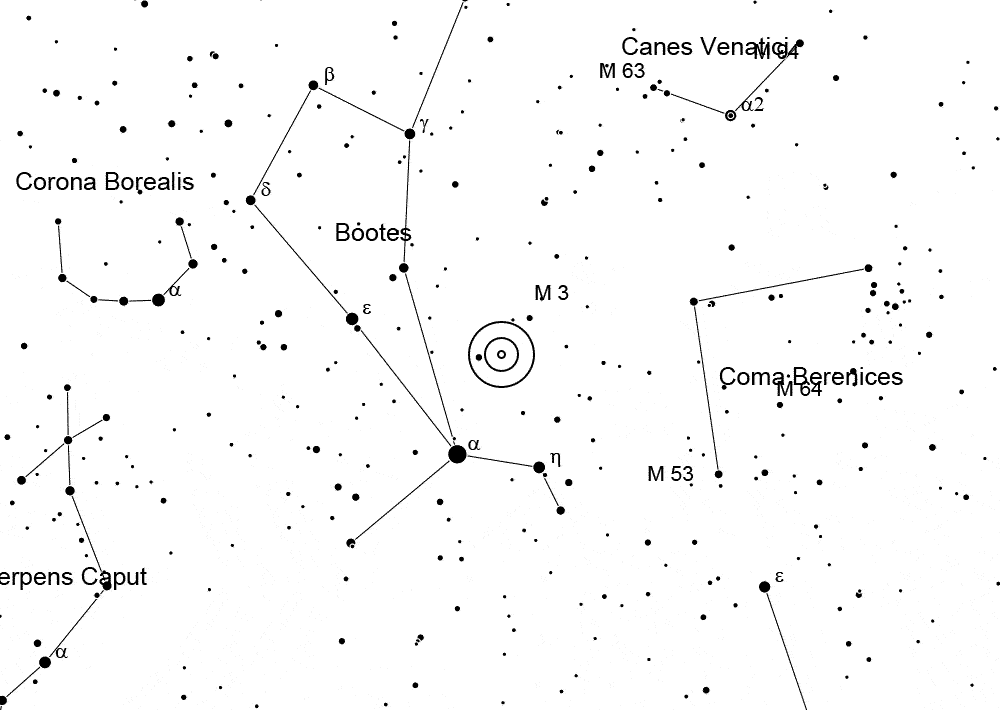 Canes Venatici
M 94
M 63
β
α2
γ
Corona Borealis
δ
Bootes
α
M 3
ε
Coma Berenices
M 64
α
η
M 53
erpens Caput
ε
α